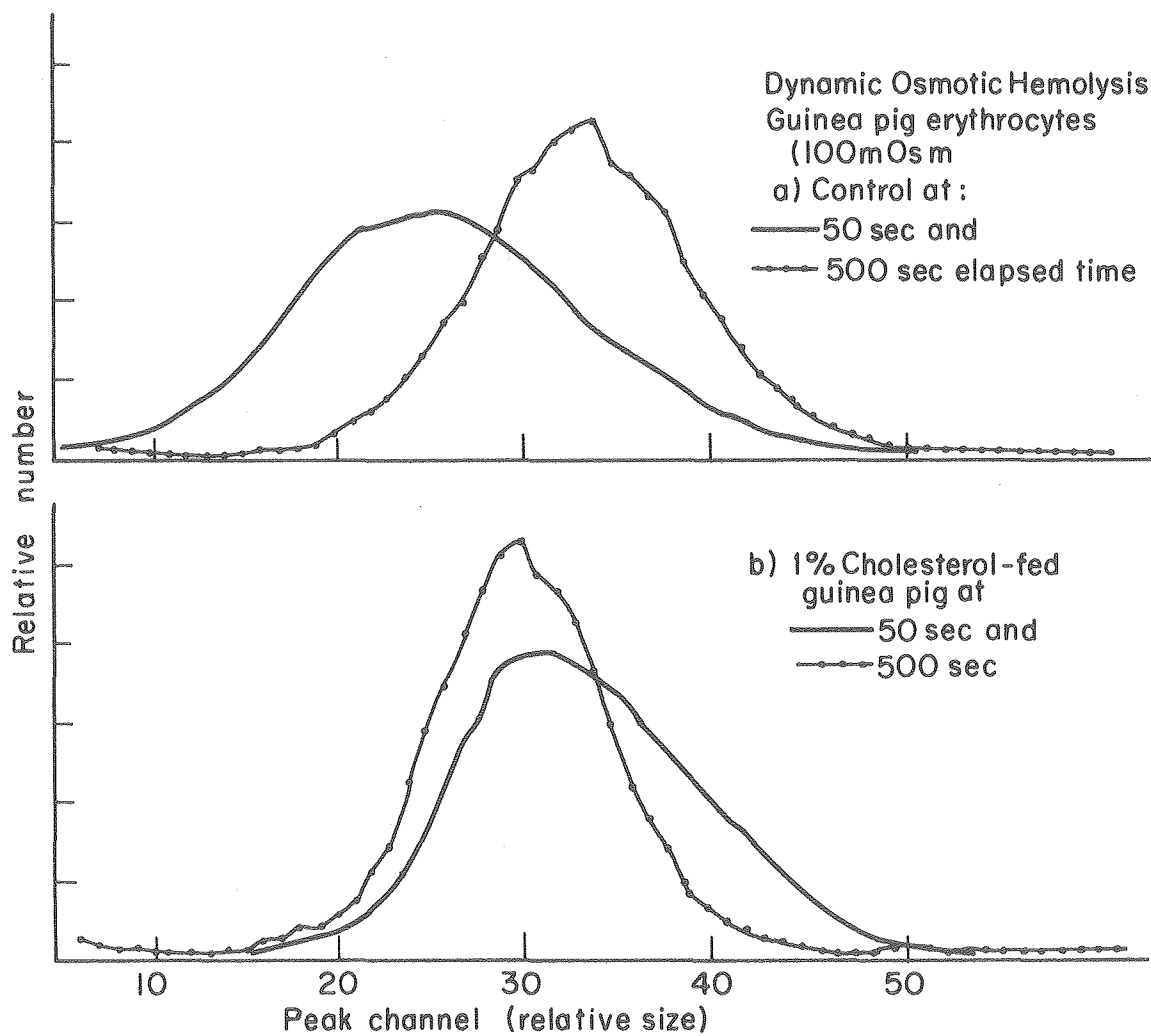 Dynamic Osmotic Hemolysis
Guinea pig erythrocytes
(100mOsm
a) Control at:
50 sec and
500 sec elapsed time
Relative number
b) 1% Cholesterol-fed
guinea pig at
50 sec and
500 sec
10 20 30 40 50
Peak channel (relative size)